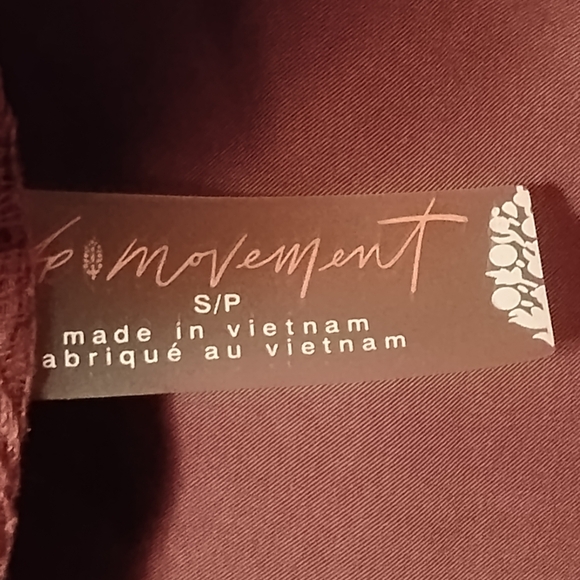 movement
S/P
made in vietnam
abriqué au vietnam